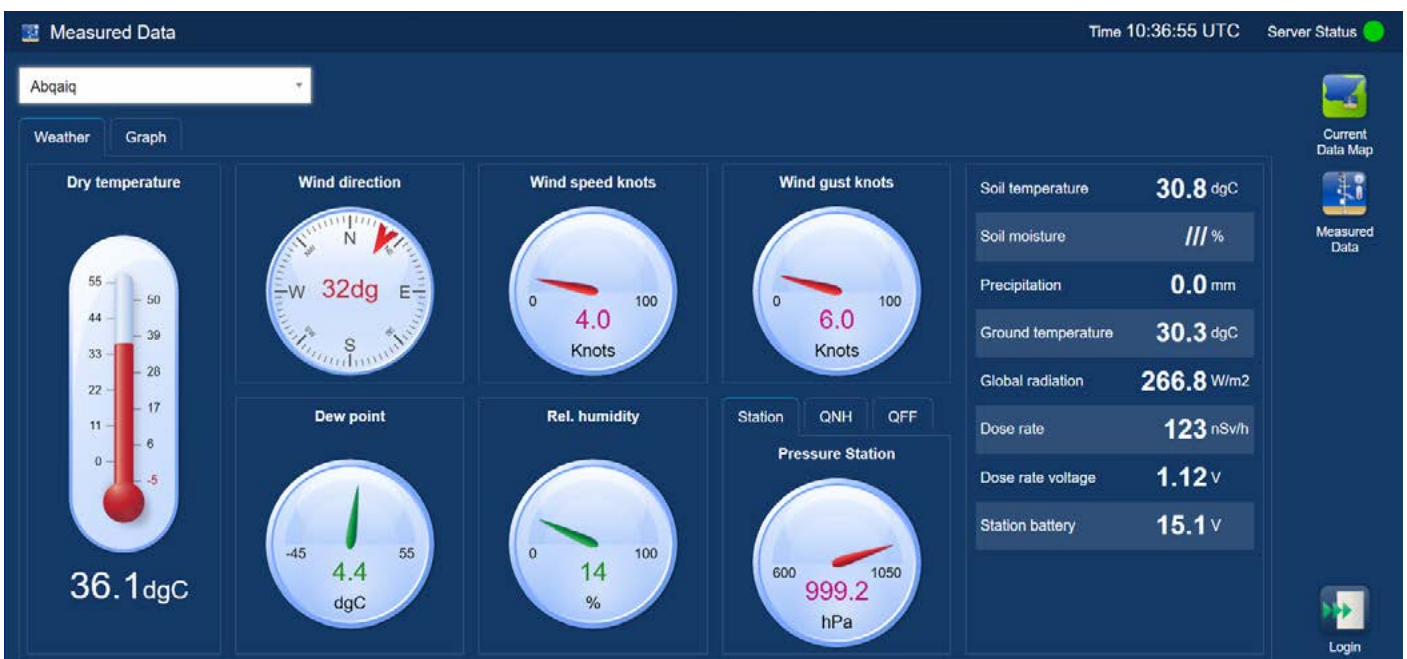 Measured Data
Time 10:36:55 UTC
Server Status
Abqaiq
Weather
Graph
Dry temperature
55
50
44
39
33
28
22
17
11
6
0
-5
36.1dgC
Wind direction
N
W 32dg E
S
Wind speed knots
0 100
4.0
Knots
Wind gust knots
0 100
6.0
Knots
Dew point
-45 55
4.4
dgC
Rel. humidity
0 100
14
%
Station QNH QFF
Pressure Station
600 1050
999.2
hPa
Soil temperature 30.8 dgC
Soil moisture /// %
Precipitation 0.0 mm
Ground temperature 30.3 dgC
Global radiation 266.8 W/m2
Dose rate 123 nSv/h
Dose rate voltage 1.12 V
Station battery 15.1 V
Current
Data Map
Measured
Data
Login